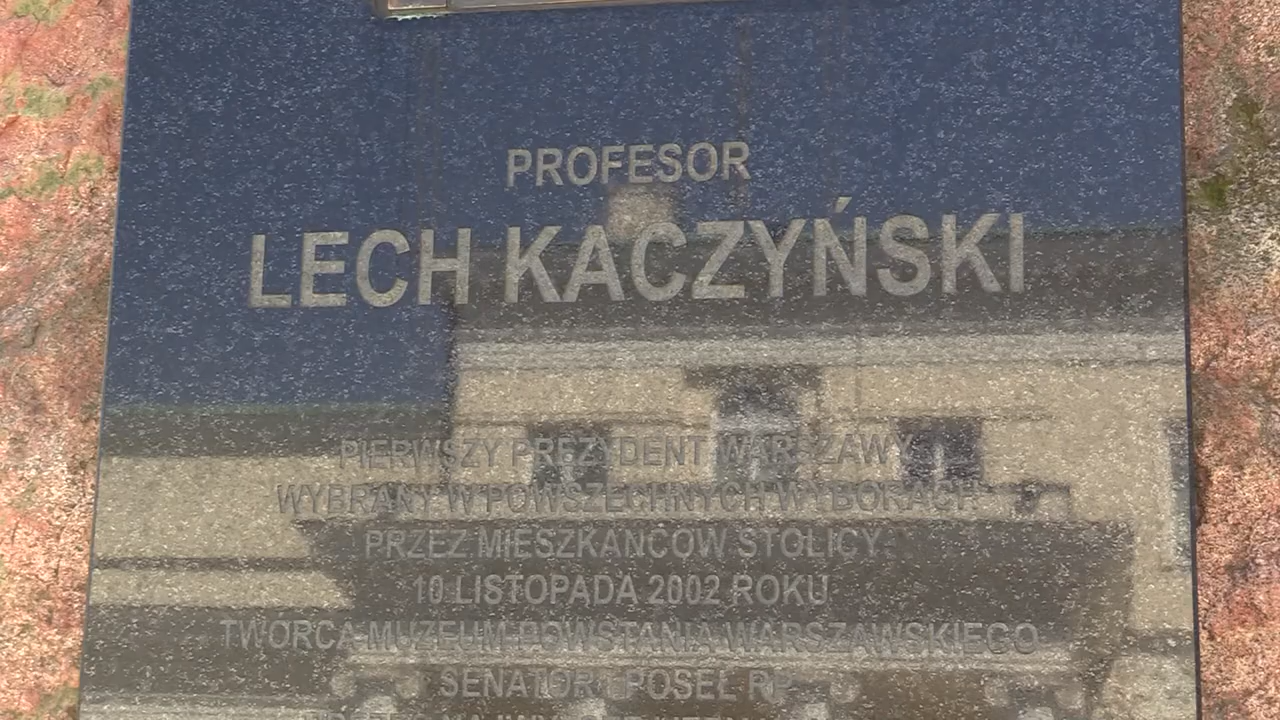 PROFESOR
LECH KACZYŃSKI
PIERWSZY PREZYDENT WARSZAWY
WYBRANY W POWSZECHNYCH WYBORACH
PRZEZ MIESZKAŃCÓW STOLICY
10 LISTOPADA 2002 ROKU
TWÓRCA MUZEUM POWSTANIA WARSZAWSKIEGO
SENATOR I POSEŁ RP